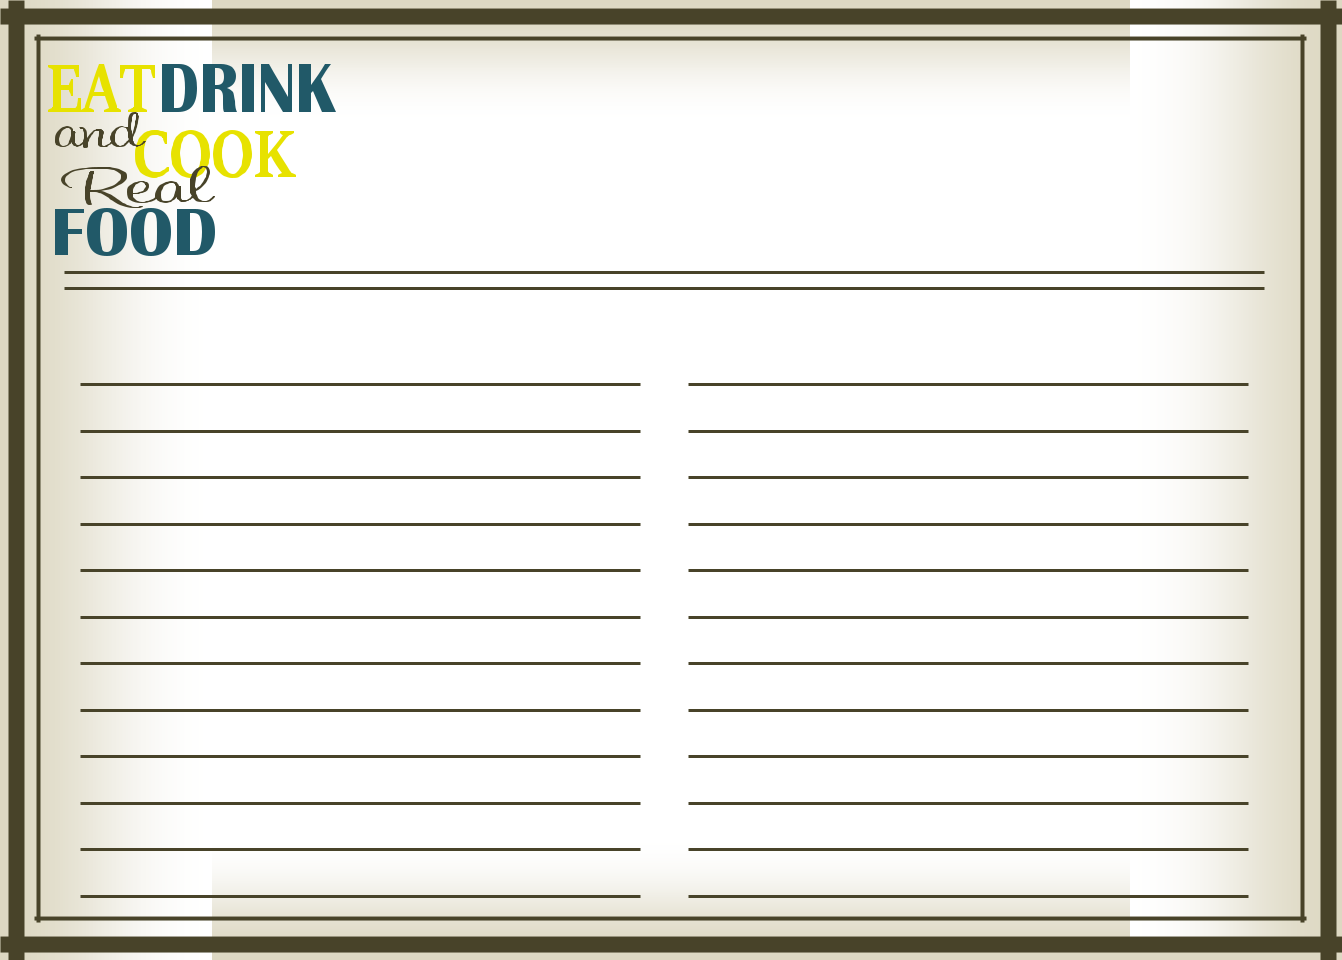 EAT DRINK
and COOK
Real
FOOD